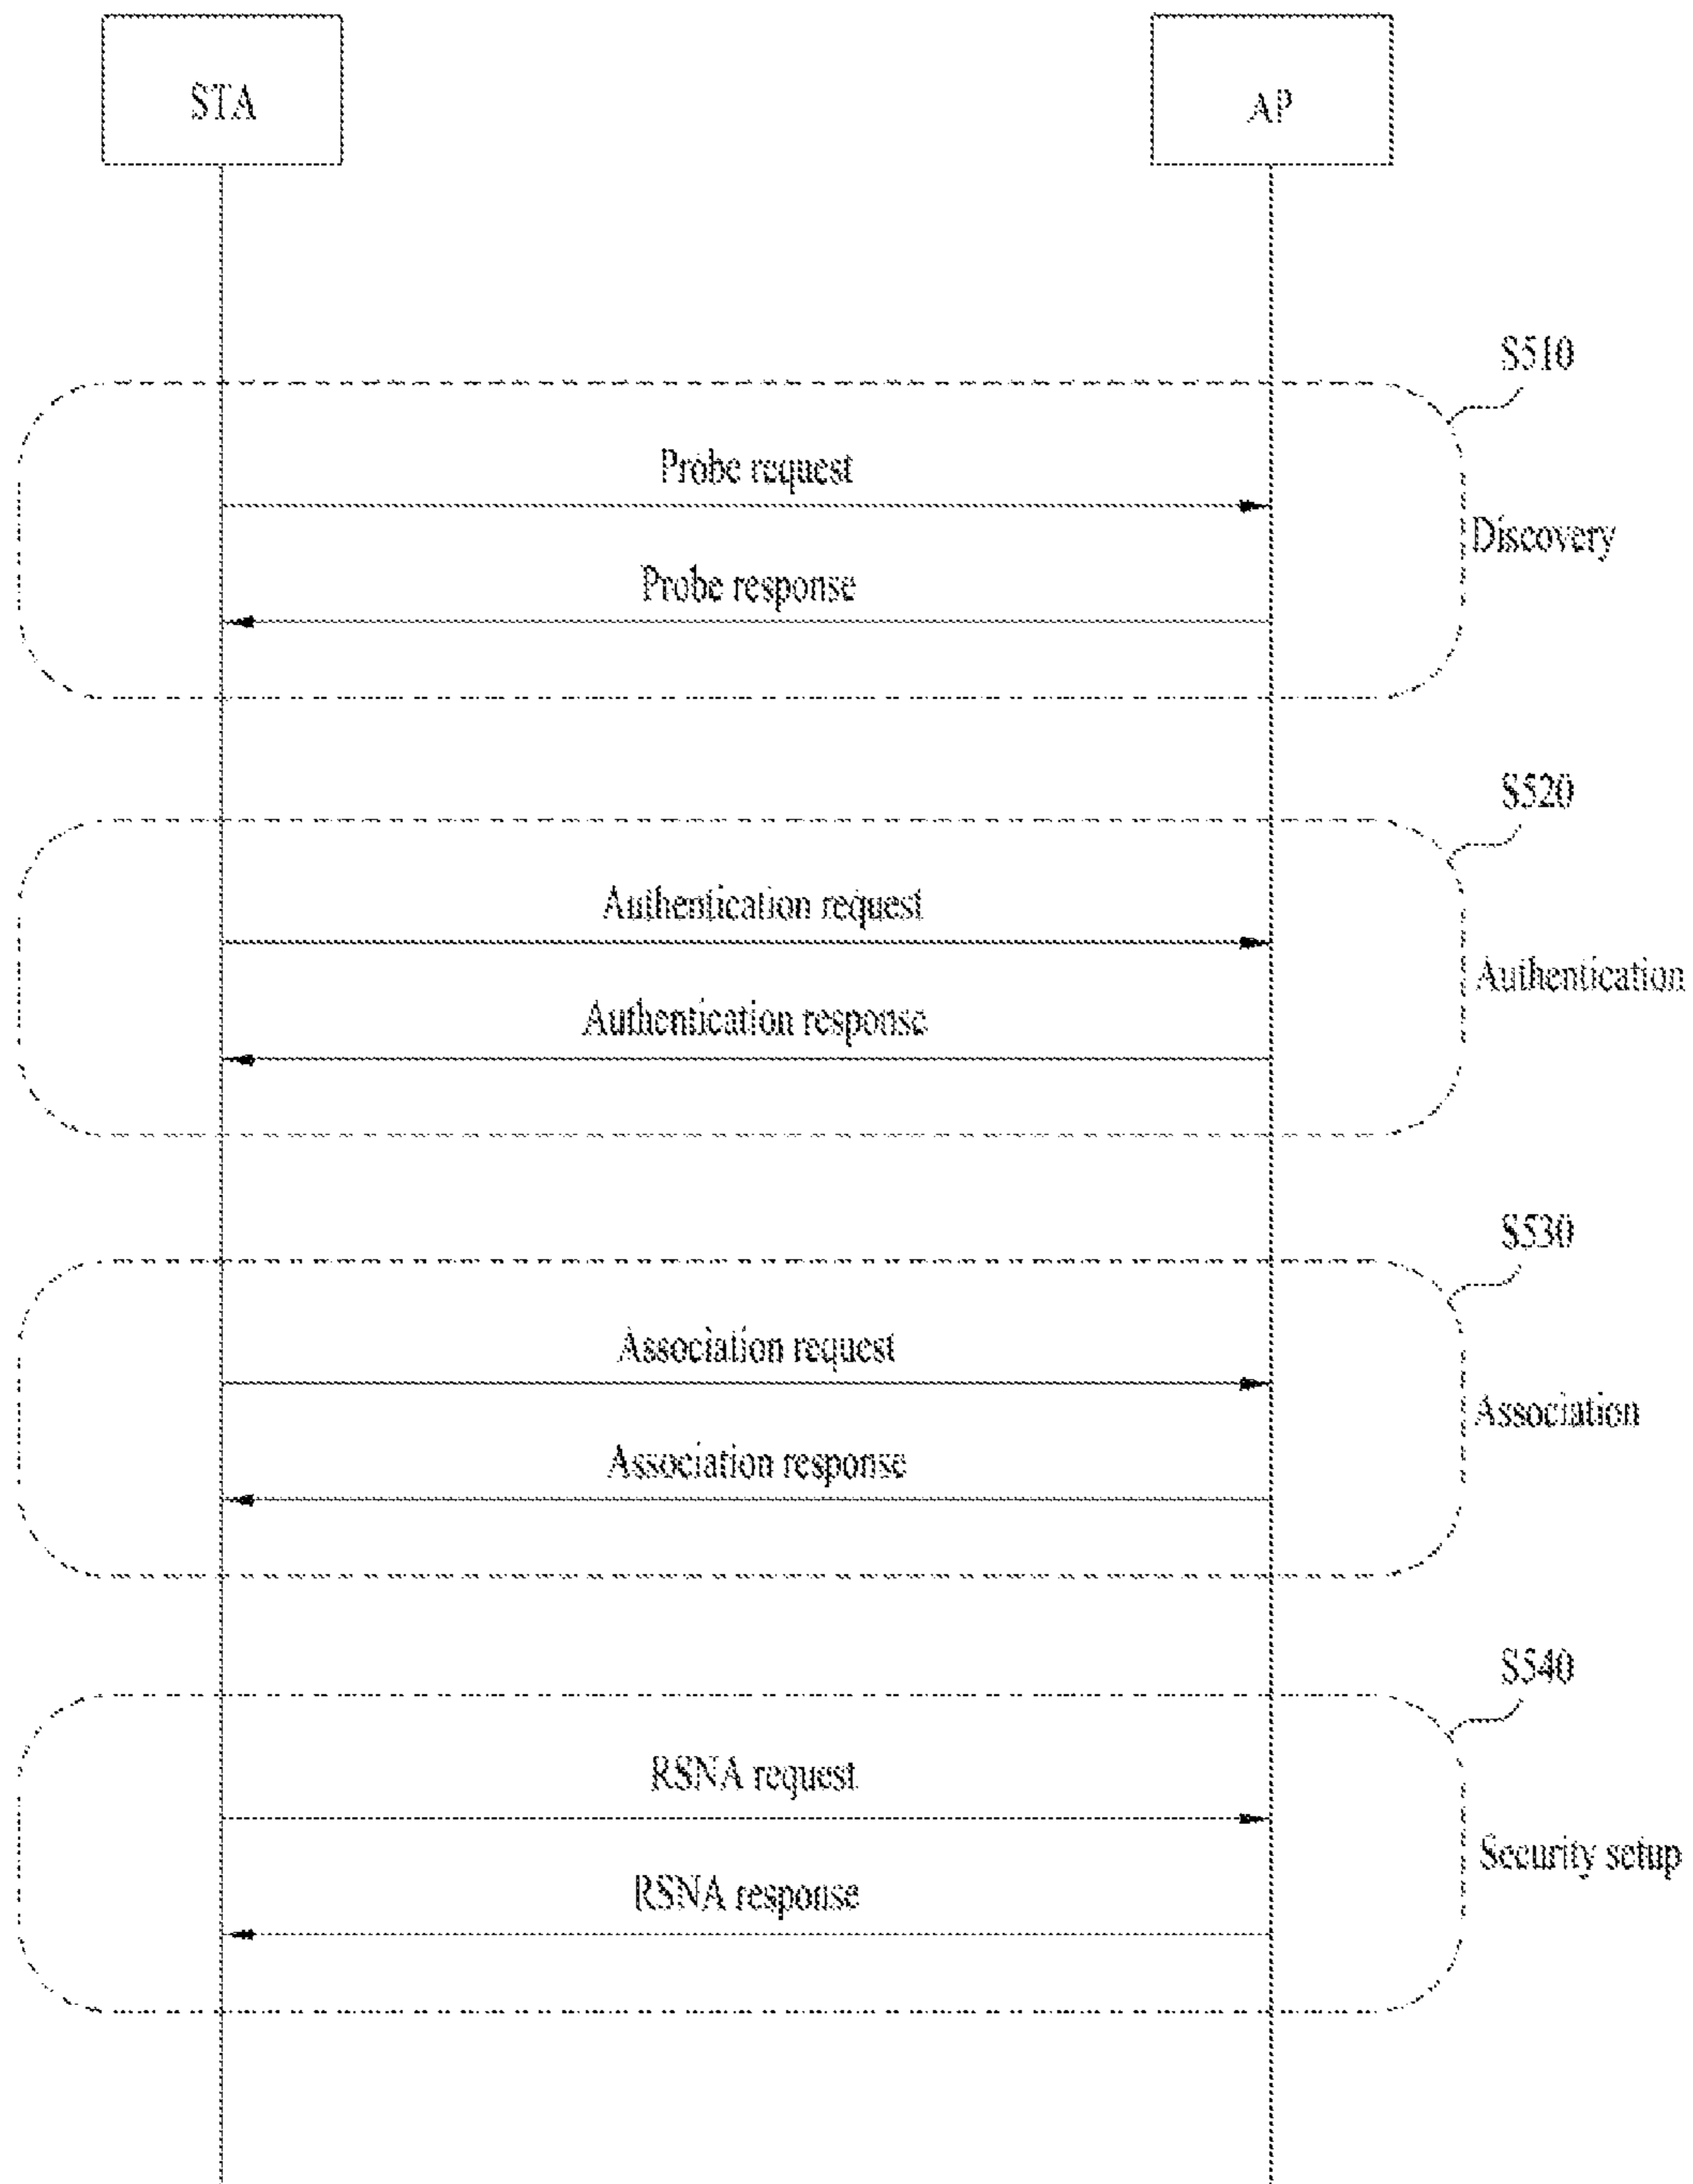 STA
AP
S510
Probe request
Discovery
Probe response
S520
Authentication request
Authentication
Authentication response
S530
Association request
Association
Association response
S540
RSNA request
Security setup
RSNA response